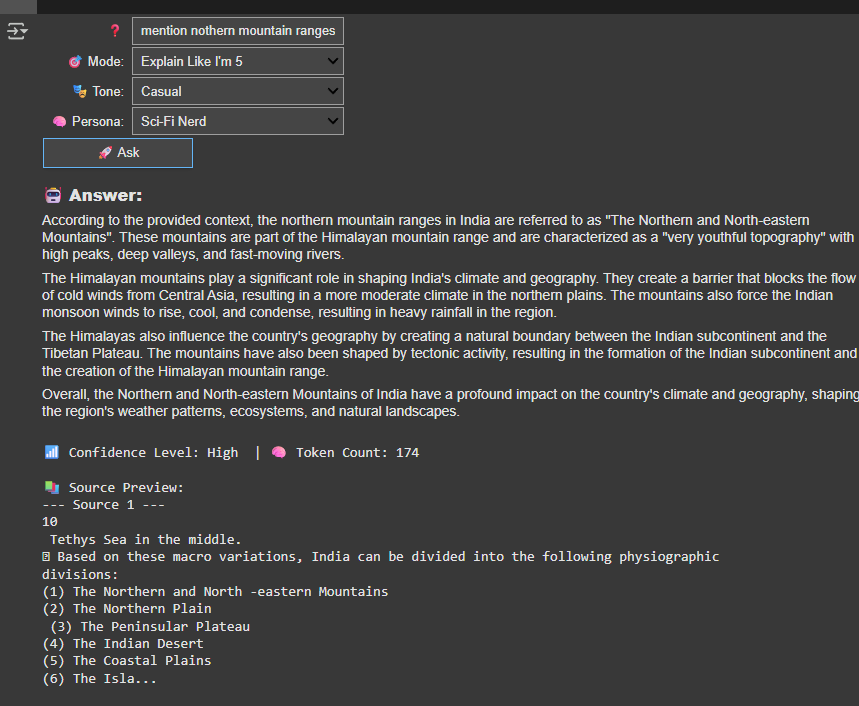 ❓ mention nothern mountain ranges
🎯 Mode: Explain Like I'm 5
🎭 Tone: Casual
🧠 Persona: Sci-Fi Nerd
🚀 Ask
🤖 Answer:
According to the provided context, the northern mountain ranges in India are referred to as "The Northern and North-eastern
Mountains". These mountains are part of the Himalayan mountain range and are characterized as a "very youthful topography" with
high peaks, deep valleys, and fast-moving rivers.
The Himalayan mountains play a significant role in shaping India's climate and geography. They create a barrier that blocks the flow
of cold winds from Central Asia, resulting in a more moderate climate in the northern plains. The mountains also force the Indian
monsoon winds to rise, cool, and condense, resulting in heavy rainfall in the region.
The Himalayas also influence the country's geography by creating a natural boundary between the Indian subcontinent and the
Tibetan Plateau. The mountains have also been shaped by tectonic activity, resulting in the formation of the Indian subcontinent and
the creation of the Himalayan mountain range.
Overall, the Northern and North-eastern Mountains of India have a profound impact on the country's climate and geography, shaping
the region's weather patterns, ecosystems, and natural landscapes.
📶 Confidence Level: High | 🧠 Token Count: 174
📚 Source Preview:
--- Source 1 ---
10
Tethys Sea in the middle.
Based on these macro variations, India can be divided into the following physiographic
divisions:
(1) The Northern and North -eastern Mountains
(2) The Northern Plain
(3) The Peninsular Plateau
(4) The Indian Desert
(5) The Coastal Plains
(6) The Isla...